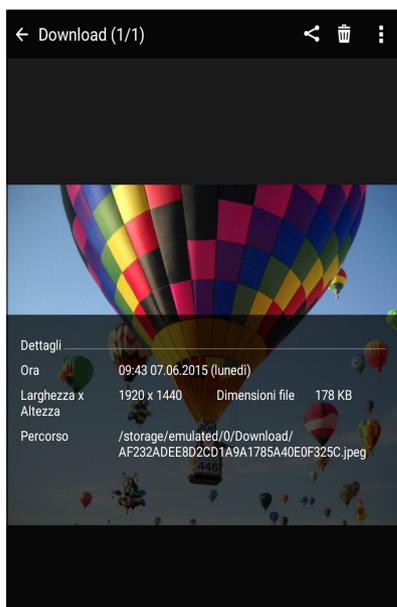 Download (1/1)
Dettagli
Ora 09:43 07.06.2015 (lunedì)
Larghezza x Altezza 1920 x 1440 Dimensioni file 178 KB
Percorso /storage/emulated/0/Download/
AF232ADEE8D2CD1A9A1785A40E0F325C.jpeg
446